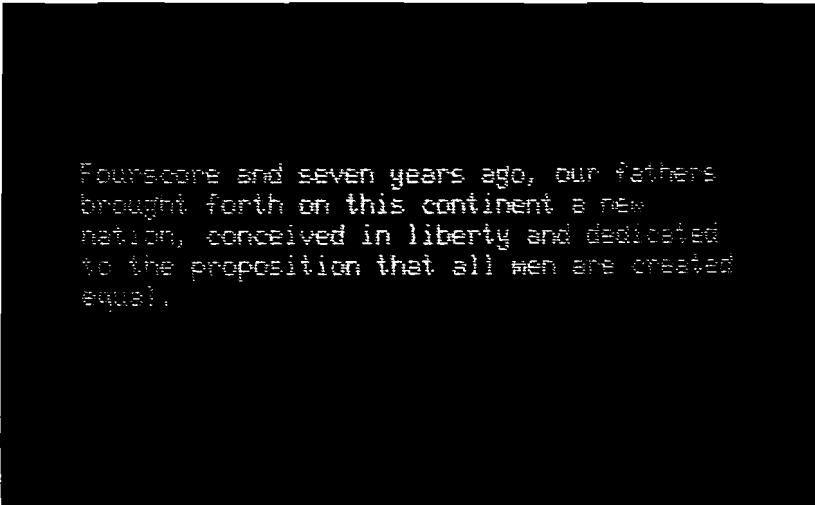 Fourscore and seven years ago, our fathers
brought forth on this continent a new
nation, conceived in liberty and dedicated
to the proposition that all men are created
equal.